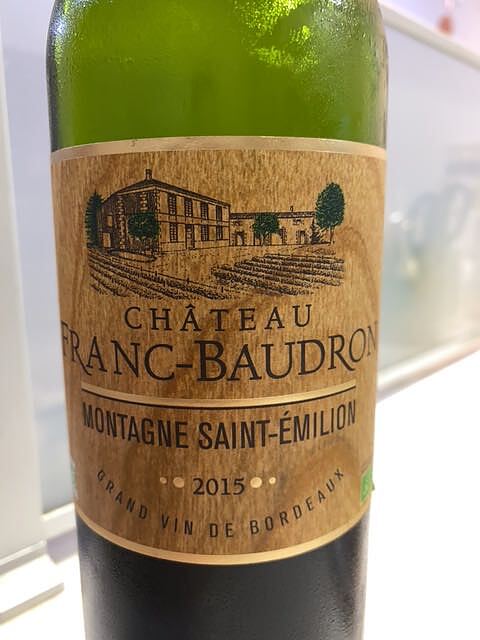 CHÂTEAU
FRANC-BAUDRON
MONTAGNE SAINT-ÉMILION
2015
GRAND VIN DE BORDEAUX